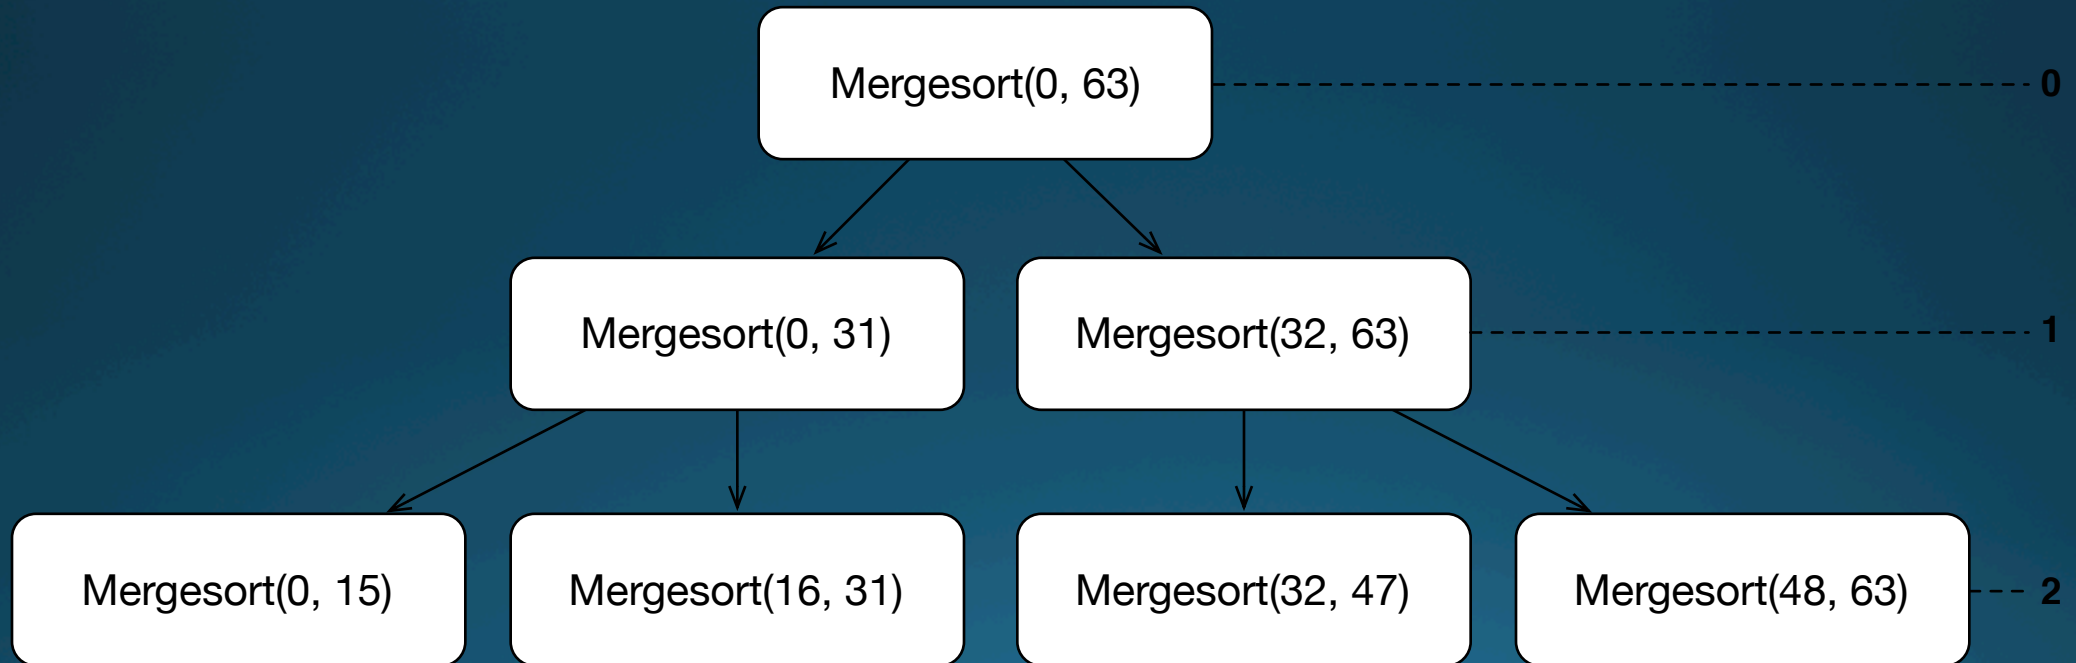 Mergesort(0, 63)
0
Mergesort(0, 31)
Mergesort(32, 63)
1
Mergesort(0, 15)
Mergesort(16, 31)
Mergesort(32, 47)
Mergesort(48, 63)
2